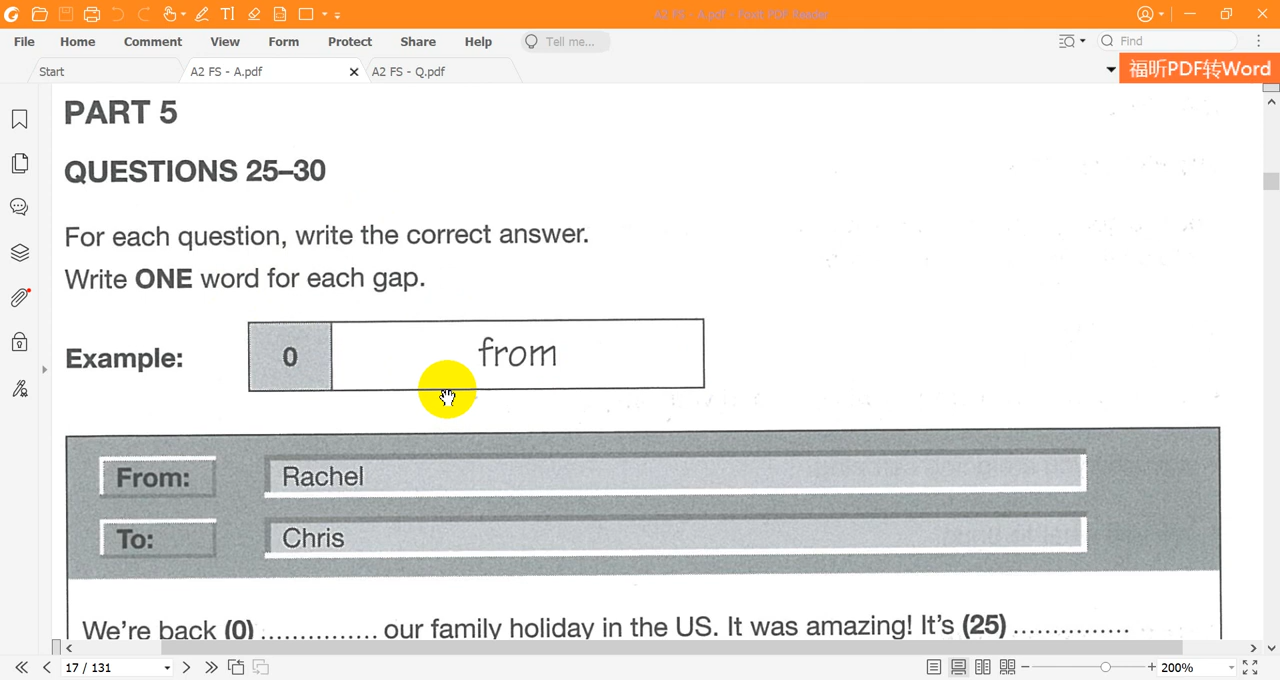 A2 FS - A.pdf - Foxit PDF Reader
File Home Comment View Form Protect Share Help Tell me... Find
Start A2 FS - A.pdf A2 FS - Q.pdf 福昕PDF转Word
PART 5
QUESTIONS 25–30
For each question, write the correct answer.
Write ONE word for each gap.
Example: 0 from
From: Rachel
To: Chris
We're back (0) ............... our family holiday in the US. It was amazing! It's (25) ...............
17 / 131 200%